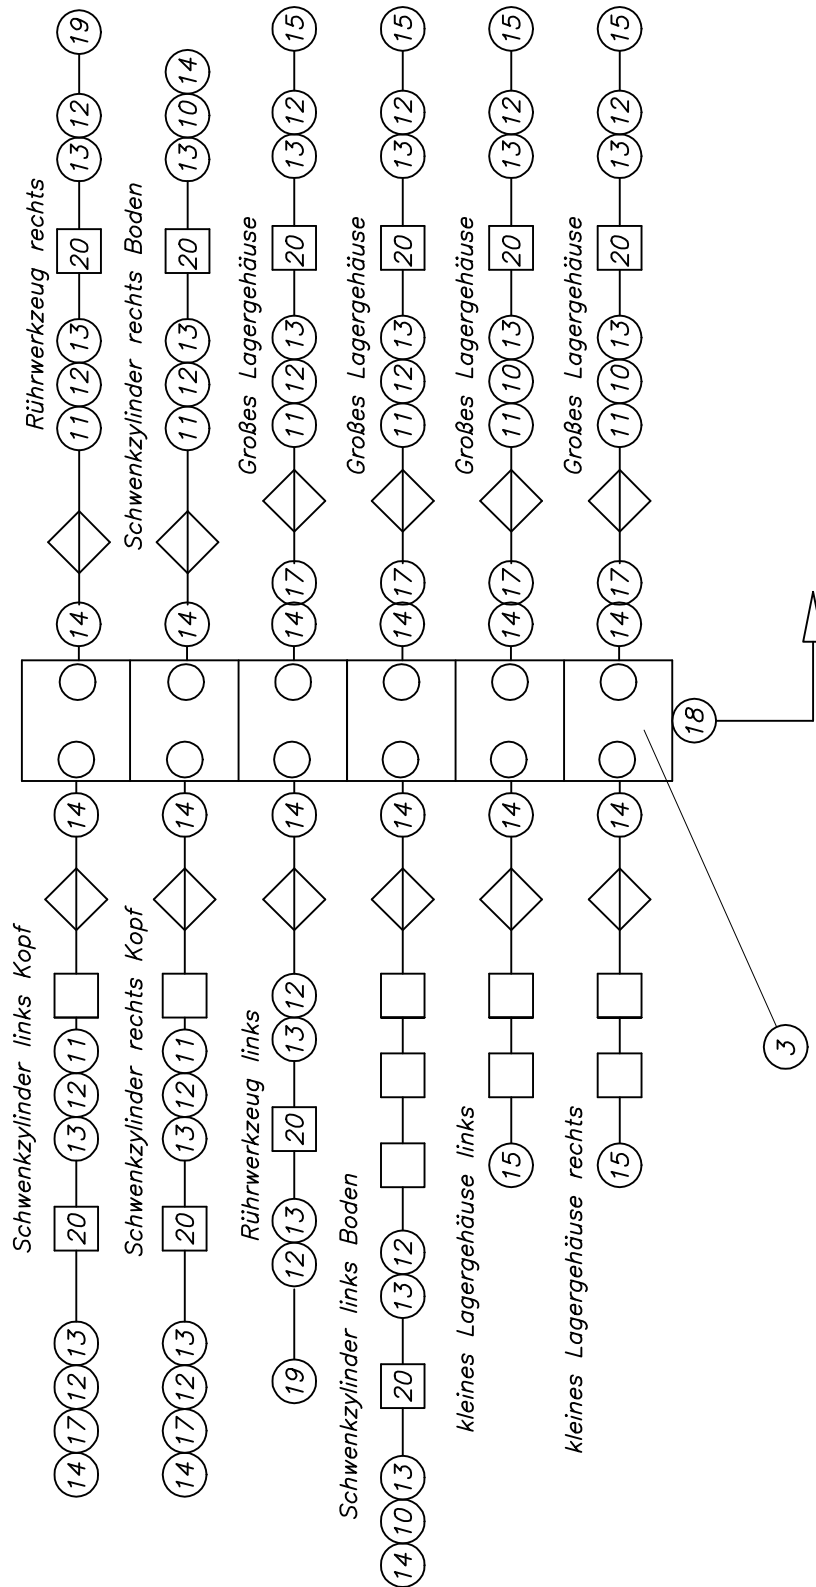 Schwenkzylinder links Kopf
Rührwerkzeug rechts
14 17 12 13 20 13 12 11 14 14 11 12 13 20 13 12 19
Schwenkzylinder rechts Kopf
Schwenkzylinder rechts Boden
14 17 12 13 20 13 12 11 14 14 11 12 13 20 13 10 14
Rührwerkzeug links
Großes Lagergehäuse
19 12 13 20 13 12 14 14 17 11 12 13 20 13 12 15
Schwenkzylinder links Boden
Großes Lagergehäuse
14 10 13 20 13 12 14 14 17 11 12 13 20 13 12 15
kleines Lagergehäuse links
Großes Lagergehäuse
15 14 14 17 11 10 13 20 13 12 15
kleines Lagergehäuse rechts
Großes Lagergehäuse
15 14 14 17 11 10 13 20 13 12 15
18
3